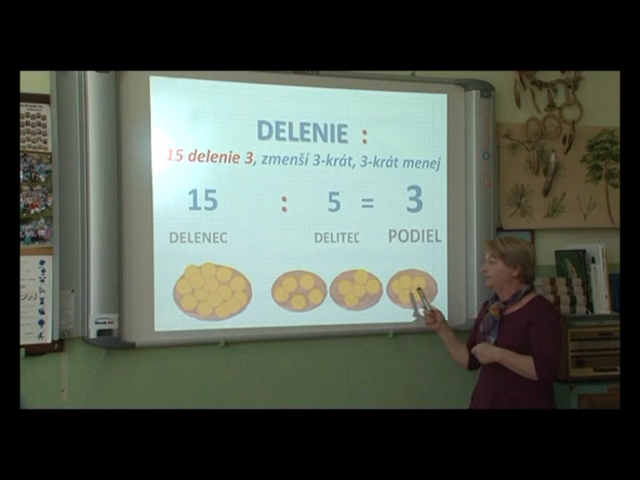 DELENIE :
15 delenie 3, zmenší 3-krát, 3-krát menej
15 : 5 = 3
DELENEC DELITEĽ PODIEL